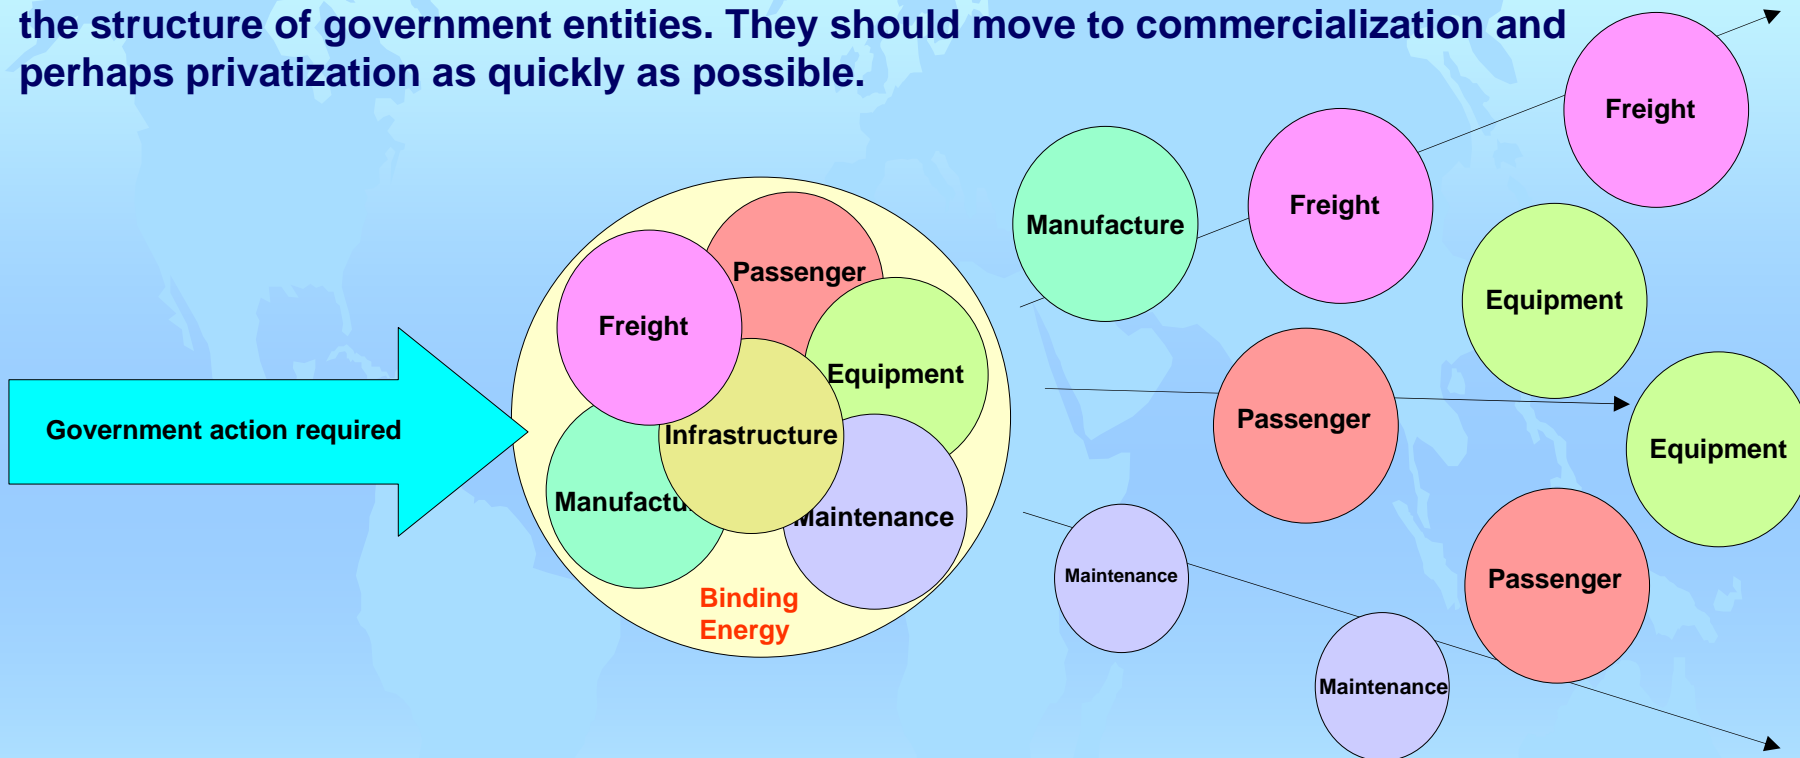 the structure of government entities. They should move to commercialization and
perhaps privatization as quickly as possible.
Government action required
Passenger
Freight
Equipment
Infrastructure
Manufactu
Maintenance
Binding
Energy
Manufacture
Freight
Freight
Equipment
Passenger
Equipment
Maintenance
Passenger
Maintenance